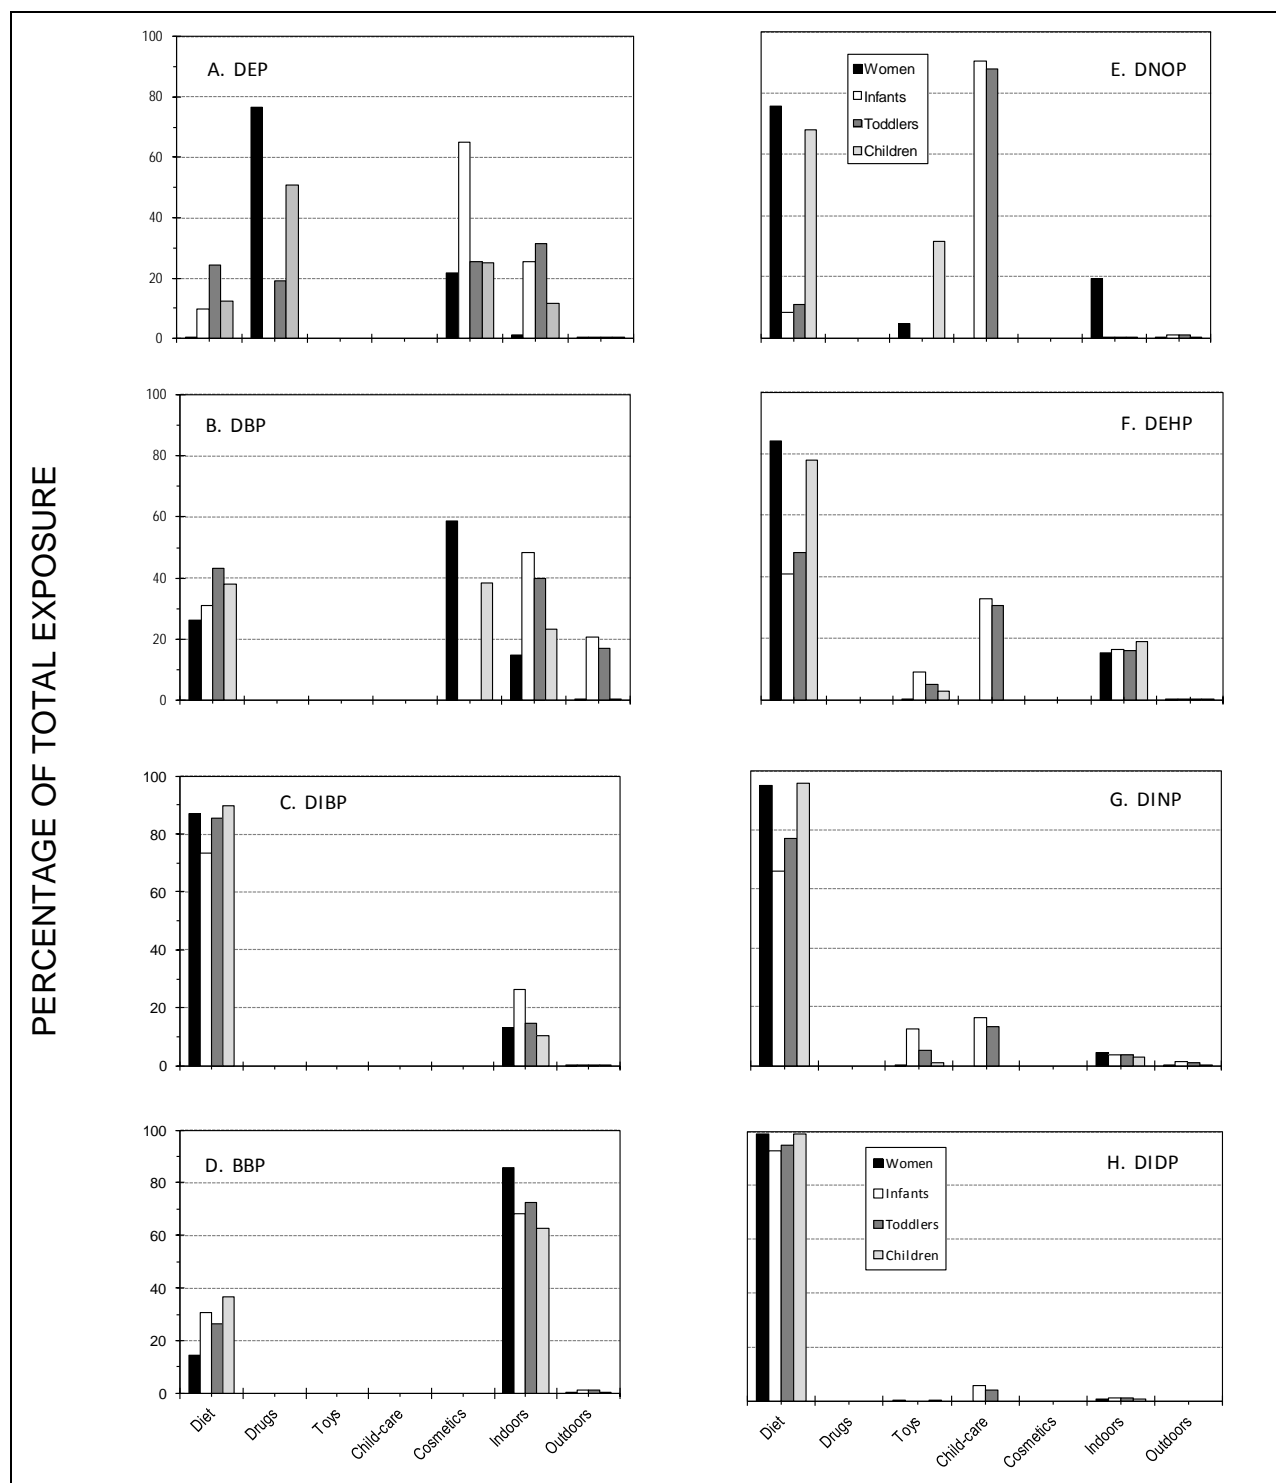 PERCENTAGE OF TOTAL EXPOSURE
A. DEP
100
80
60
40
20
0
B. DBP
100
80
60
40
20
0
C. DIBP
100
80
60
40
20
0
D. BBP
100
80
60
40
20
0
Diet
Drugs
Toys
Child-care
Cosmetics
Indoors
Outdoors
E. DNOP
Women
Infants
Toddlers
Children
F. DEHP
G. DINP
H. DIDP
Women
Infants
Toddlers
Children
Diet
Drugs
Toys
Child-care
Cosmetics
Indoors
Outdoors